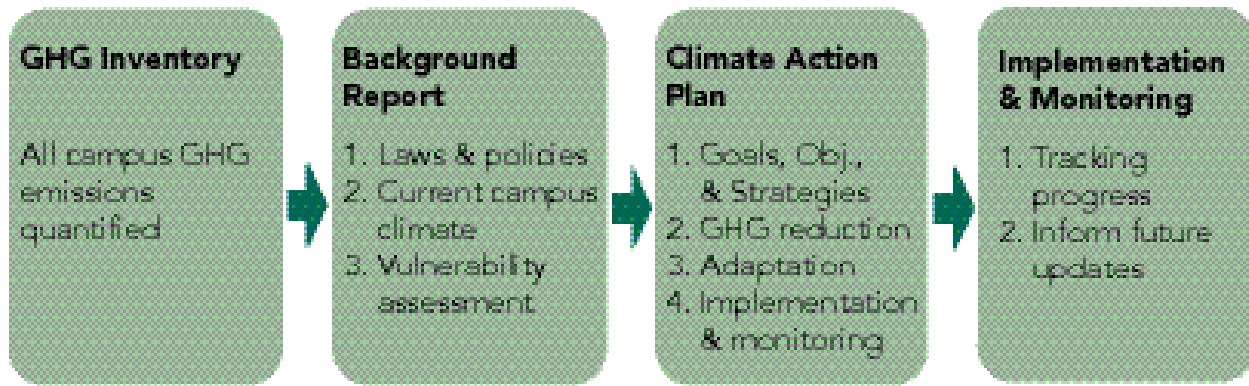 GHG Inventory
All campus GHG
emissions
quantified
Background
Report
1. Laws & policies
2. Current campus
climate
3. Vulnerability
assessment
Climate Action
Plan
1. Goals, Obj.,
& Strategies
2. GHG reduction
3. Adaptation
4. Implementation
& monitoring
Implementation
& Monitoring
1. Tracking
progress
2. Inform future
updates